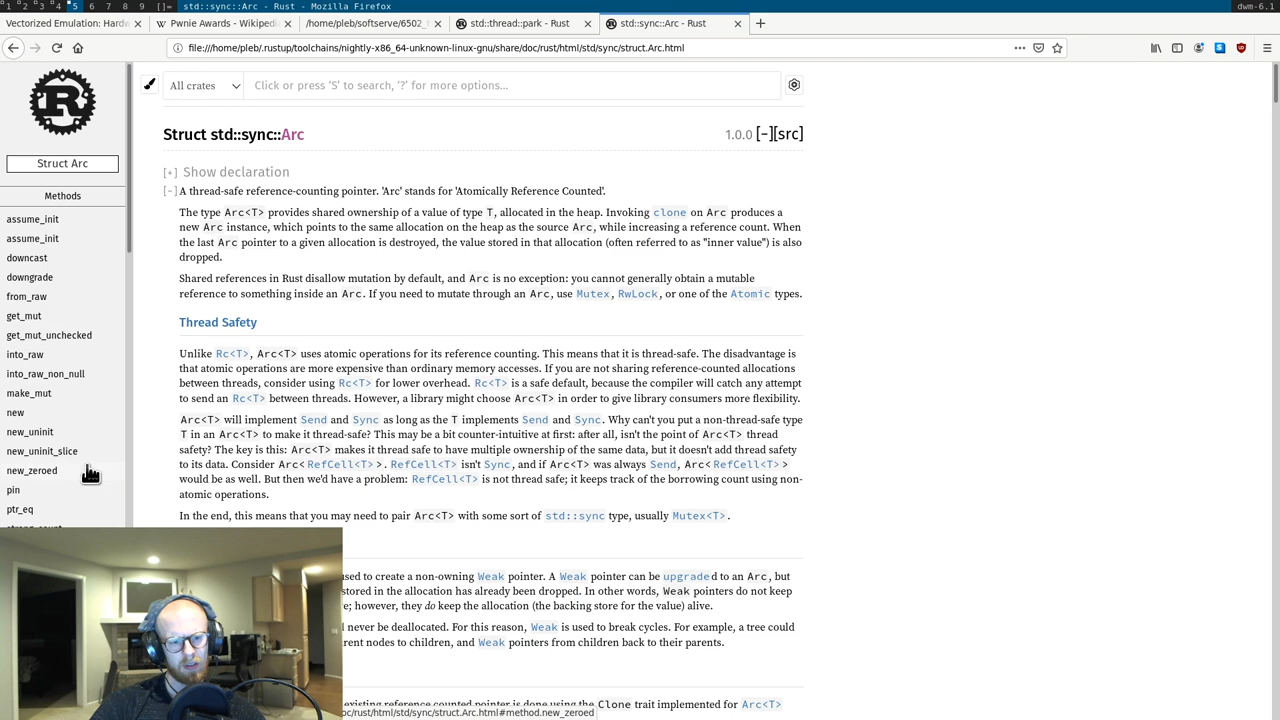 1 2 3 4 5 6 7 8 9 []= std::sync::Arc - Rust - Mozilla Firefox dwm-6.1
Vectorized Emulation: Hardw
Pwnie Awards - Wikipedi
/home/pleb/softserve/6502_
std::thread::park - Rust
std::sync::Arc - Rust
file:///home/pleb/.rustup/toolchains/nightly-x86_64-unknown-linux-gnu/share/doc/rust/html/std/sync/struct.Arc.html
R
Struct Arc
Methods
assume_init
assume_init
downcast
downgrade
from_raw
get_mut
get_mut_unchecked
into_raw
into_raw_non_null
make_mut
new
new_uninit
new_uninit_slice
new_zeroed
pin
ptr_eq
All crates
Click or press 'S' to search, '?' for more options...
Struct std::sync::Arc 1.0.0 [−][src]
[+] Show declaration
[−] A thread-safe reference-counting pointer. 'Arc' stands for 'Atomically Reference Counted'.
The type Arc<T> provides shared ownership of a value of type T, allocated in the heap. Invoking clone on Arc produces a
new Arc instance, which points to the same allocation on the heap as the source Arc, while increasing a reference count. When
the last Arc pointer to a given allocation is destroyed, the value stored in that allocation (often referred to as "inner value") is also
dropped.
Shared references in Rust disallow mutation by default, and Arc is no exception: you cannot generally obtain a mutable
reference to something inside an Arc. If you need to mutate through an Arc, use Mutex, RwLock, or one of the Atomic types.
Thread Safety
Unlike Rc<T>, Arc<T> uses atomic operations for its reference counting. This means that it is thread-safe. The disadvantage is
that atomic operations are more expensive than ordinary memory accesses. If you are not sharing reference-counted allocations
between threads, consider using Rc<T> for lower overhead. Rc<T> is a safe default, because the compiler will catch any attempt
to send an Rc<T> between threads. However, a library might choose Arc<T> in order to give library consumers more flexibility.
Arc<T> will implement Send and Sync as long as the T implements Send and Sync. Why can't you put a non-thread-safe type
T in an Arc<T> to make it thread-safe? This may be a bit counter-intuitive at first: after all, isn't the point of Arc<T> thread
safety? The key is this: Arc<T> makes it thread safe to have multiple ownership of the same data, but it doesn't add thread safety
to its data. Consider Arc<RefCell<T>>. RefCell<T> isn't Sync, and if Arc<T> was always Send, Arc<RefCell<T>>
would be as well. But then we'd have a problem: RefCell<T> is not thread safe; it keeps track of the borrowing count using non-
atomic operations.
In the end, this means that you may need to pair Arc<T> with some sort of std::sync type, usually Mutex<T>.
used to create a non-owning Weak pointer. A Weak pointer can be upgraded to an Arc, but
stored in the allocation has already been dropped. In other words, Weak pointers do not keep
e; however, they do keep the allocation (the backing store for the value) alive.
never be deallocated. For this reason, Weak is used to break cycles. For example, a tree could
rent nodes to children, and Weak pointers from children back to their parents.
existing reference counted pointer is done using the Clone trait implemented for Arc<T>
oc/rust/html/std/sync/struct.Arc.html#method.new_zeroed